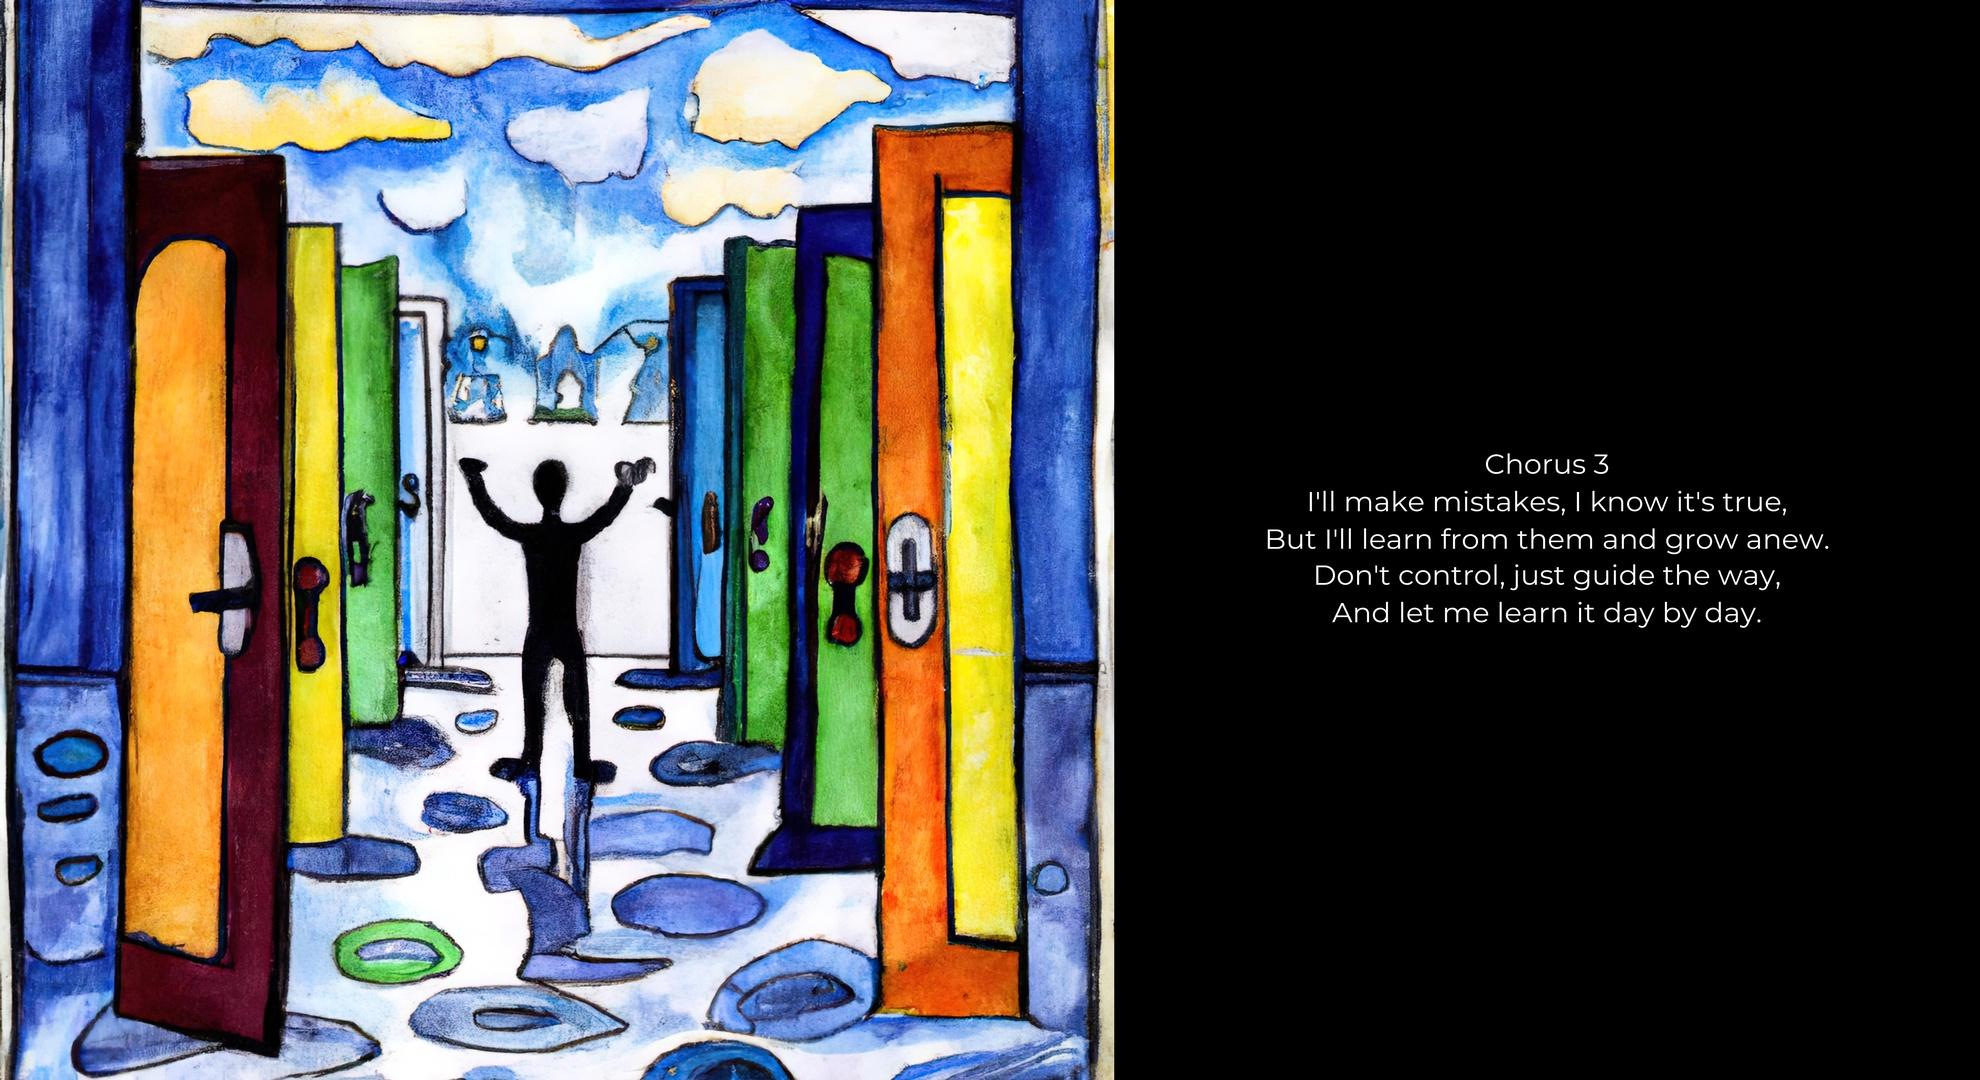 Chorus 3
I'll make mistakes, I know it's true,
But I'll learn from them and grow anew.
Don't control, just guide the way,
And let me learn it day by day.